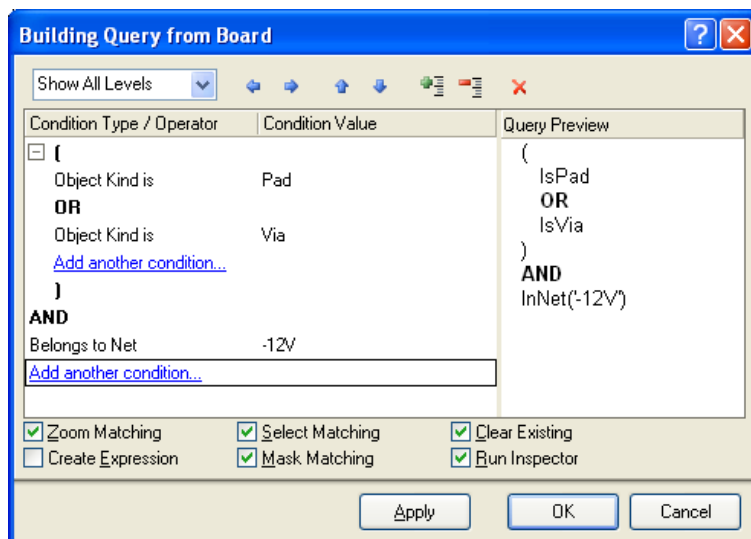 Building Query from Board
Show All Levels
Condition Type / Operator Condition Value Query Preview
(
Object Kind is Pad
OR
Object Kind is Via
Add another condition...
)
AND
Belongs to Net -12V
Add another condition...
(
IsPad
OR
IsVia
)
AND
InNet('-12V')
Zoom Matching Select Matching Clear Existing
Create Expression Mask Matching Run Inspector
Apply OK Cancel